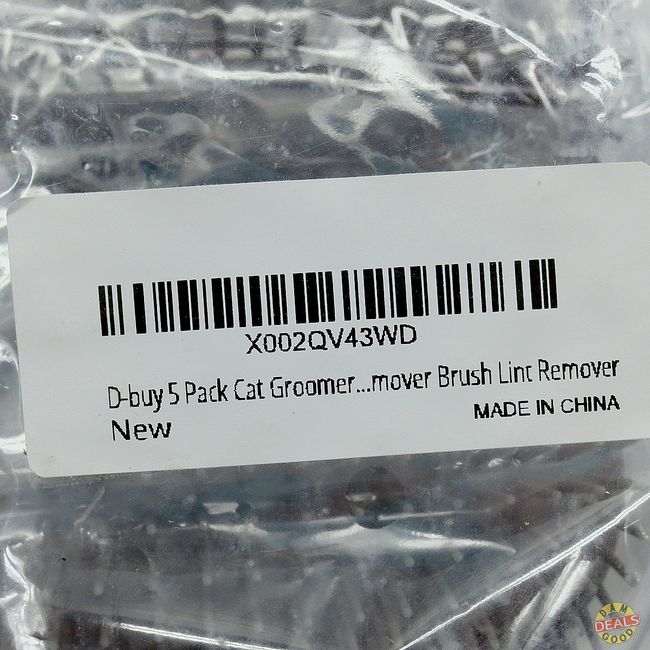 X002QV43WD
D-buy 5 Pack Cat Groomer...mover Brush Lint Remover
New
MADE IN CHINA
DAM
DEALS
GOOD